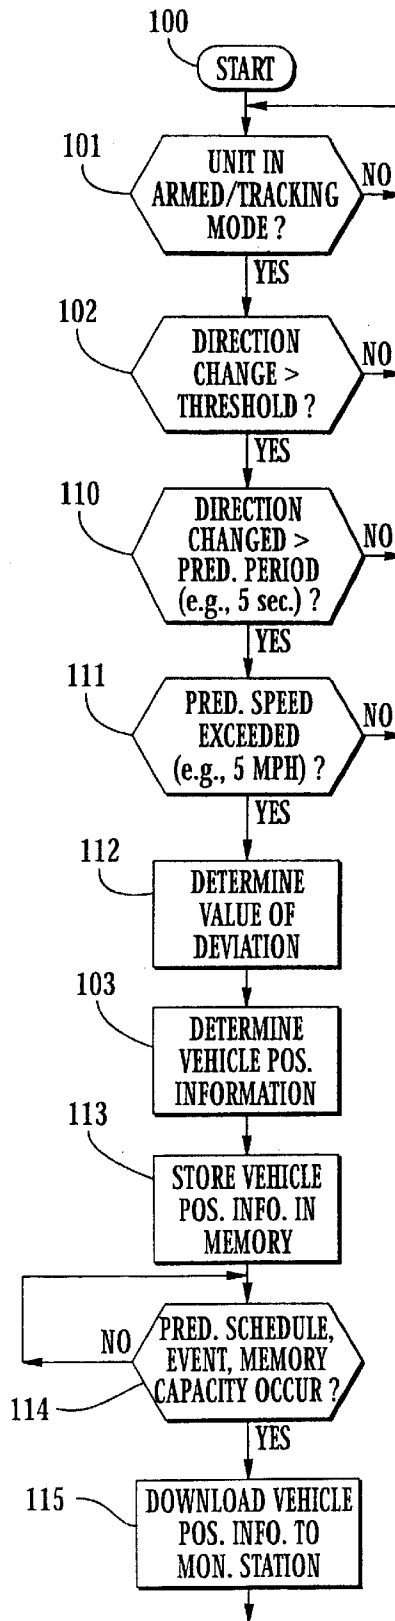 100
START
101
UNIT IN
ARMED/TRACKING
MODE ?
NO
YES
102
DIRECTION
CHANGE >
THRESHOLD ?
NO
YES
110
DIRECTION
CHANGED >
PRED. PERIOD
(e.g., 5 sec.) ?
NO
YES
111
PRED. SPEED
EXCEEDED
(e.g., 5 MPH) ?
NO
YES
112
DETERMINE
VALUE OF
DEVIATION
103
DETERMINE
VEHICLE POS.
INFORMATION
113
STORE VEHICLE
POS. INFO. IN
MEMORY
NO
PRED. SCHEDULE,
EVENT, MEMORY
CAPACITY OCCUR ?
114
YES
115
DOWNLOAD VEHICLE
POS. INFO. TO
MON. STATION